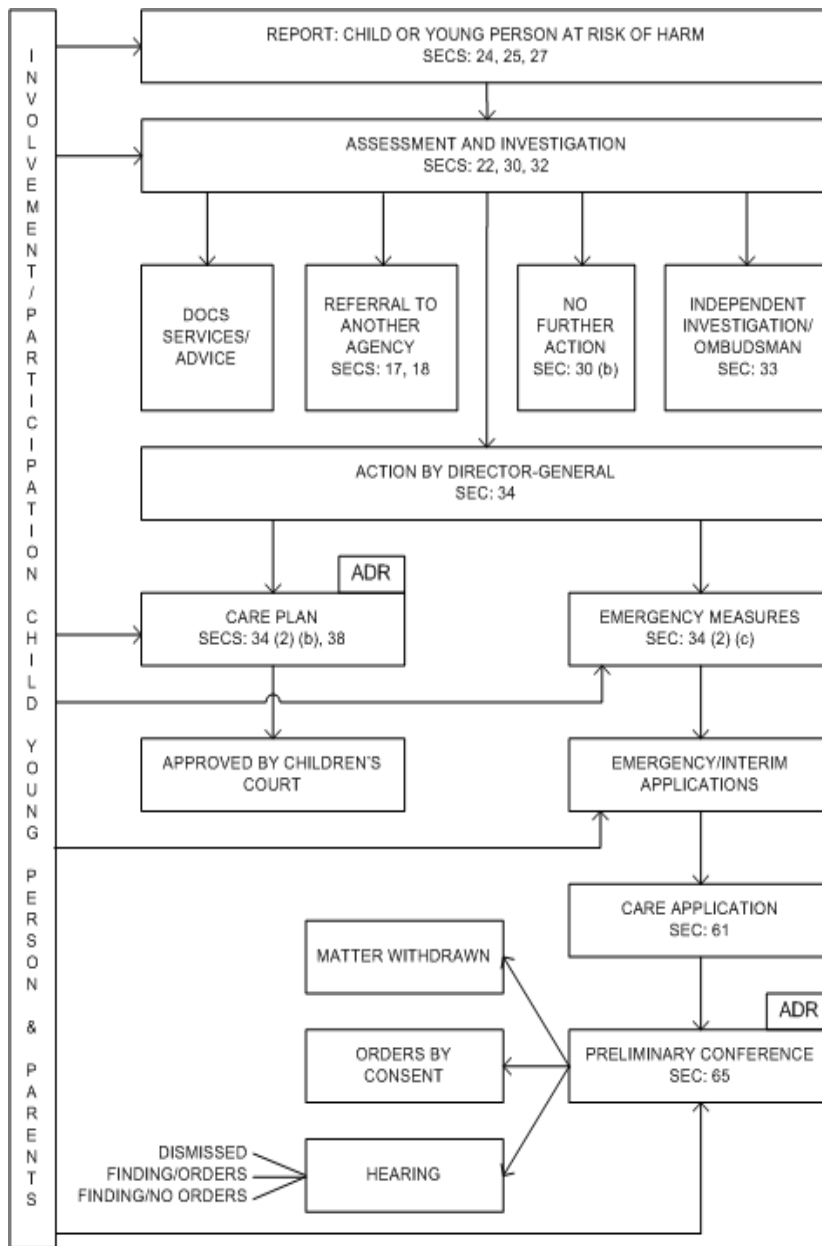 INVOLVEMENT/PARTICIPATION CHILD YOUNG PERSON & PARENTS
REPORT: CHILD OR YOUNG PERSON AT RISK OF HARM
SECS: 24, 25, 27
ASSESSMENT AND INVESTIGATION
SECS: 22, 30, 32
DOCS
SERVICES/
ADVICE
REFERRAL TO
ANOTHER
AGENCY
SECS: 17, 18
NO
FURTHER
ACTION
SEC: 30 (b)
INDEPENDENT
INVESTIGATION/
OMBUDSMAN
SEC: 33
ACTION BY DIRECTOR-GENERAL
SEC: 34
ADR
CARE PLAN
SECS: 34 (2) (b), 38
EMERGENCY MEASURES
SEC: 34 (2) (c)
APPROVED BY CHILDREN'S
COURT
EMERGENCY/INTERIM
APPLICATIONS
CARE APPLICATION
SEC: 61
MATTER WITHDRAWN
ADR
PRELIMINARY CONFERENCE
SEC: 65
ORDERS BY
CONSENT
HEARING
DISMISSED
FINDING/ORDERS
FINDING/NO ORDERS